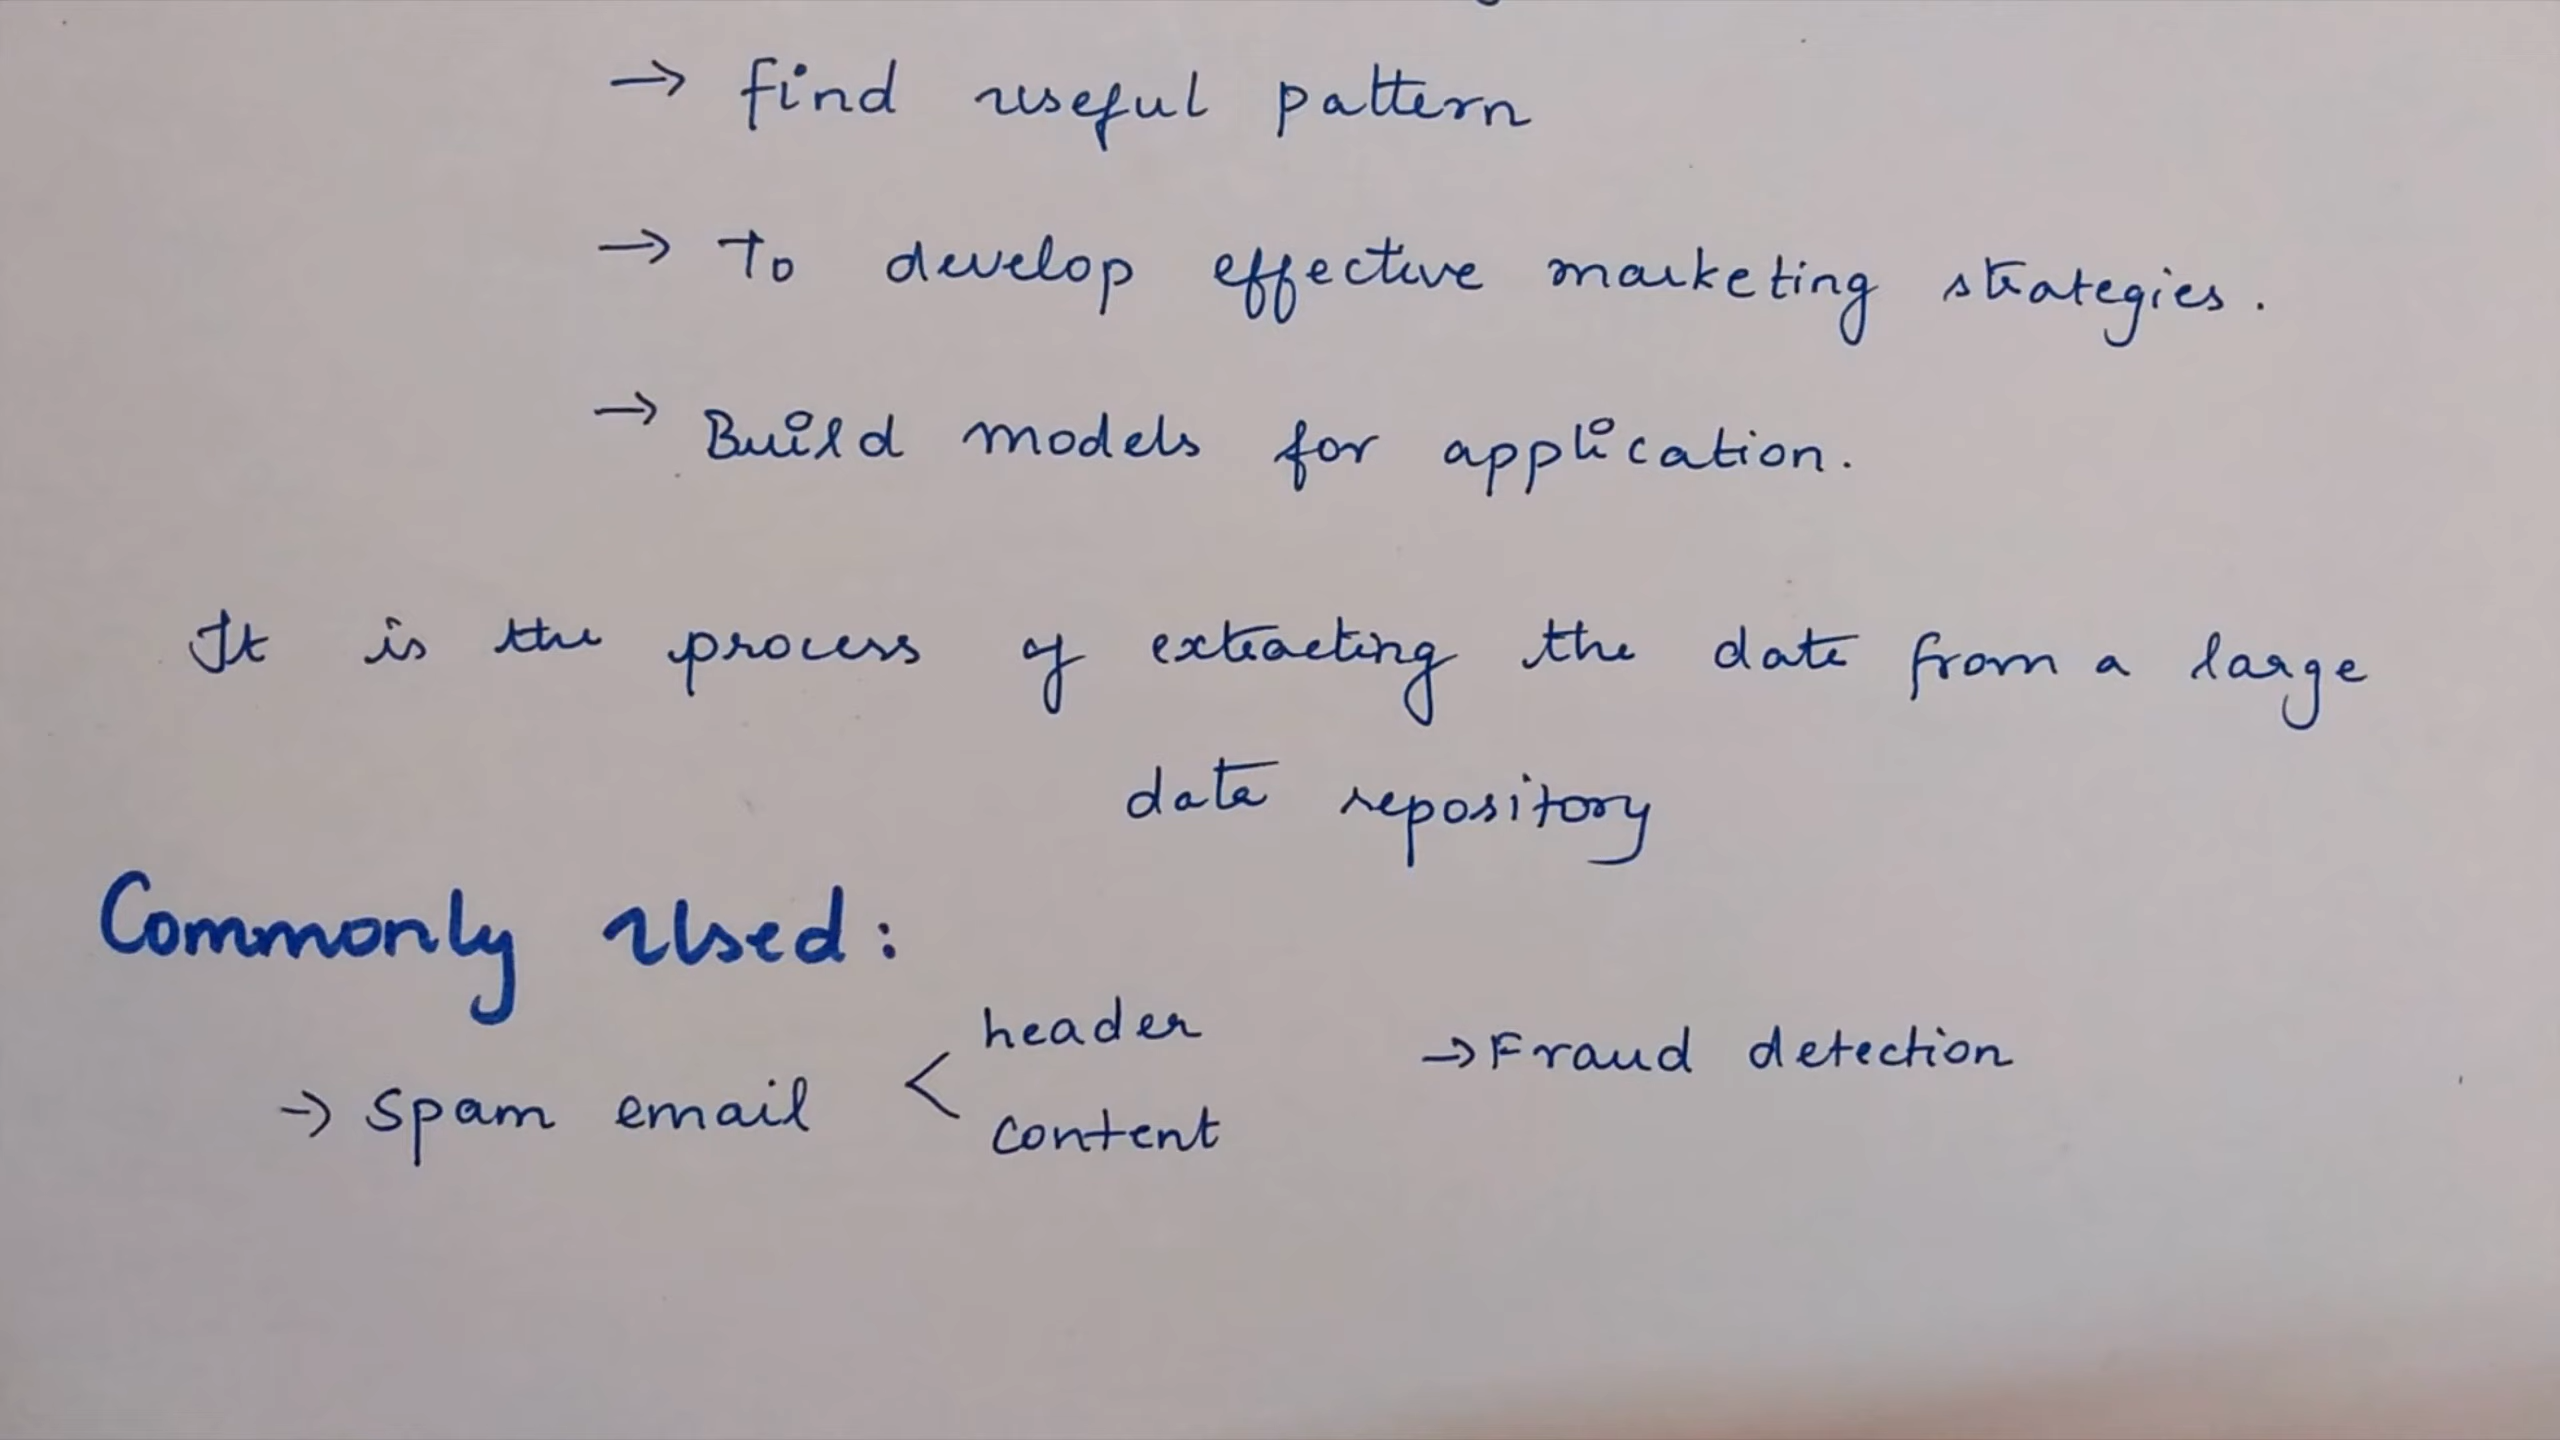 → find useful pattern
→ To develop effective marketing strategies.
→ Build models for application.
It is the process of extracting the data from a large
data repository
Commonly Used:
header
→ Fraud detection
→ Spam email <
content